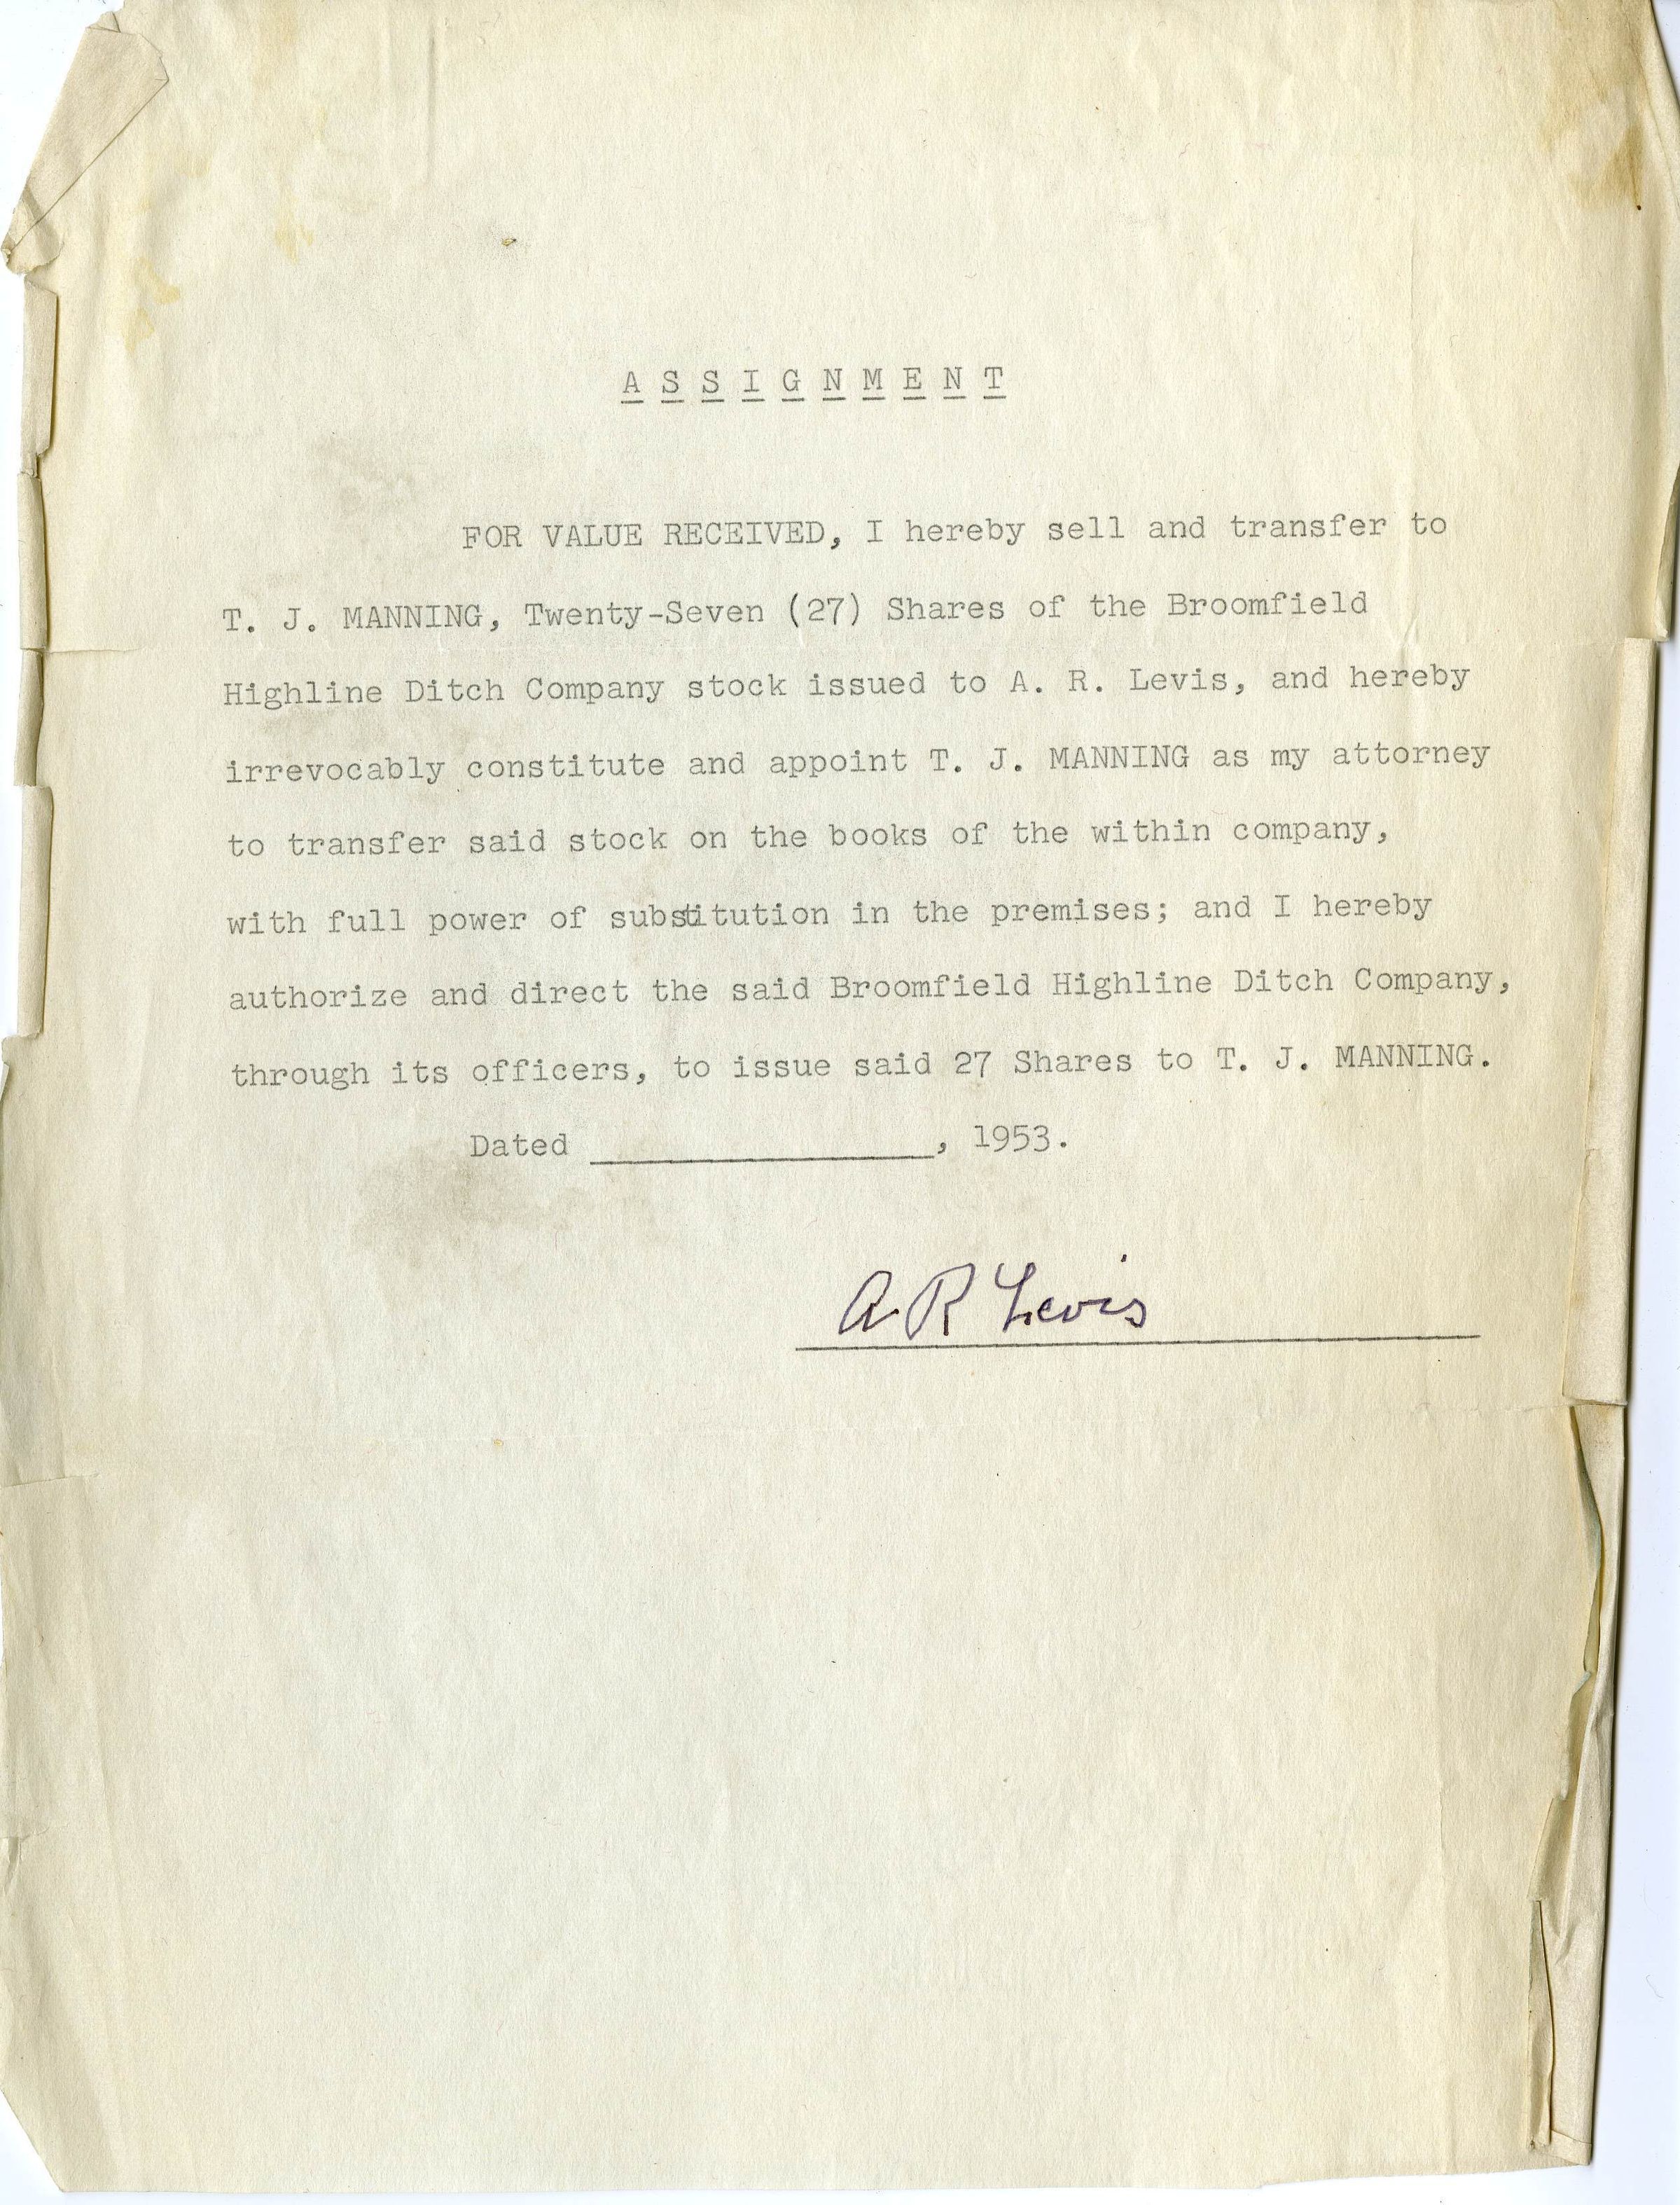 ASSIGNMENT
FOR VALUE RECEIVED, I hereby sell and transfer to
T. J. MANNING, Twenty-Seven (27) Shares of the Broomfield
Highline Ditch Company stock issued to A. R. Levis, and hereby
irrevocably constitute and appoint T. J. MANNING as my attorney
to transfer said stock on the books of the within company,
with full power of substitution in the premises; and I hereby
authorize and direct the said Broomfield Highline Ditch Company,
through its officers, to issue said 27 Shares to T. J. MANNING.
Dated ________________, 1953.
A. R Levis